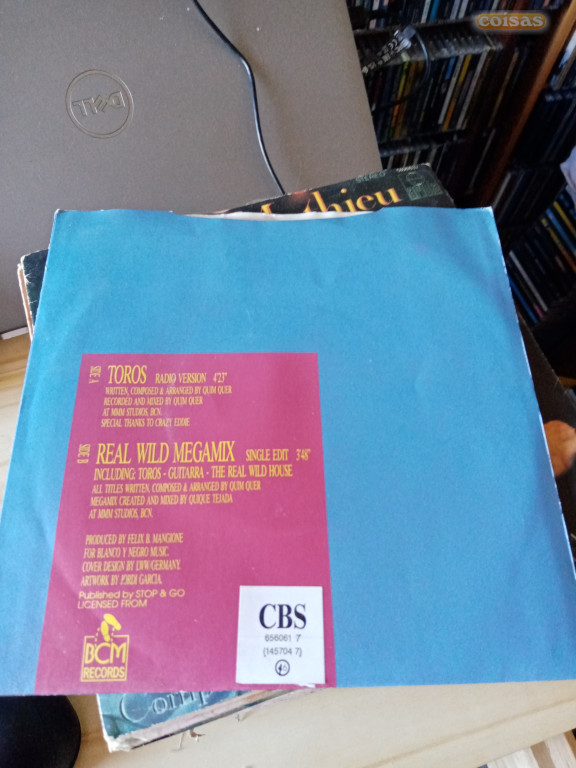 coisas
DELL
STEREO
SIDE A
TOROS RADIO VERSION 4'23"
WRITTEN, COMPOSED & ARRANGED BY QUIM QUER
RECORDED AND MIXED BY QUIM QUER
AT MMM STUDIOS, BCN.
SPECIAL THANKS TO CRAZY EDDIE
SIDE B
REAL WILD MEGAMIX SINGLE EDIT 3'48"
INCLUDING: TOROS - GUITARRA - THE REAL WILD HOUSE
ALL TITLES WRITTEN, COMPOSED & ARRANGED BY QUIM QUER
MEGAMIX CREATED AND MIXED BY QUIQUE TEJADA
AT MMM STUDIOS, BCN.
PRODUCED BY FELIX B. MANGIONE
FOR BLANCO Y NEGRO MUSIC.
COVER DESIGN BY LWW/GERMANY.
ARTWORK BY JORDI GARCIA.
Published by STOP & GO
LICENSED FROM
BCM
RECORDS
CBS
656061 7
(145704 7)